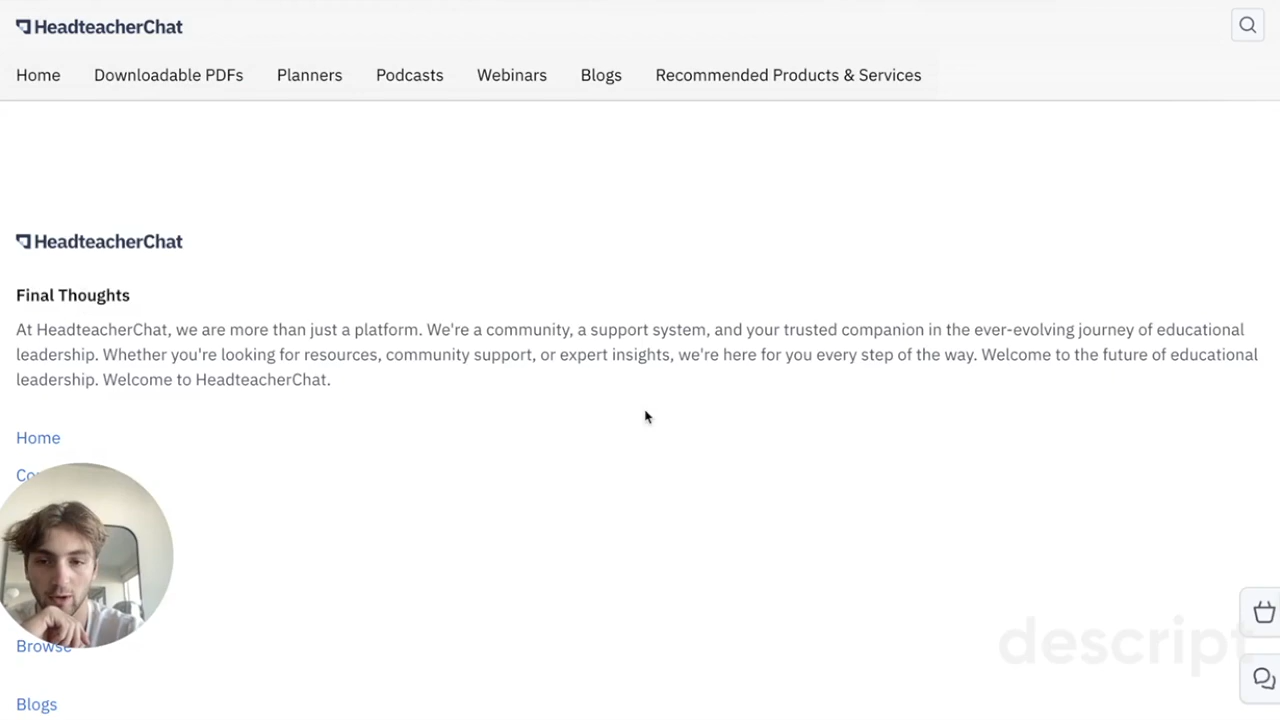 HeadteacherChat
Home Downloadable PDFs Planners Podcasts Webinars Blogs Recommended Products & Services
HeadteacherChat
Final Thoughts
At HeadteacherChat, we are more than just a platform. We're a community, a support system, and your trusted companion in the ever-evolving journey of educational
leadership. Whether you're looking for resources, community support, or expert insights, we're here for you every step of the way. Welcome to the future of educational
leadership. Welcome to HeadteacherChat.
Home
Browse
descript
Blogs